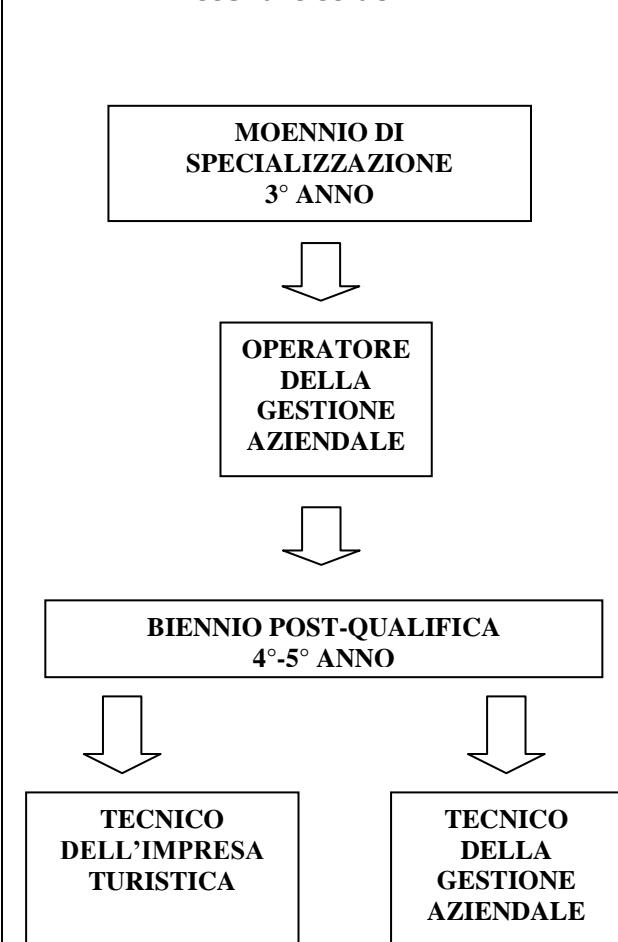 MOENNIO DI
SPECIALIZZAZIONE
3° ANNO
OPERATORE
DELLA
GESTIONE
AZIENDALE
BIENNIO POST-QUALIFICA
4°-5° ANNO
TECNICO
DELL’IMPRESA
TURISTICA
TECNICO
DELLA
GESTIONE
AZIENDALE